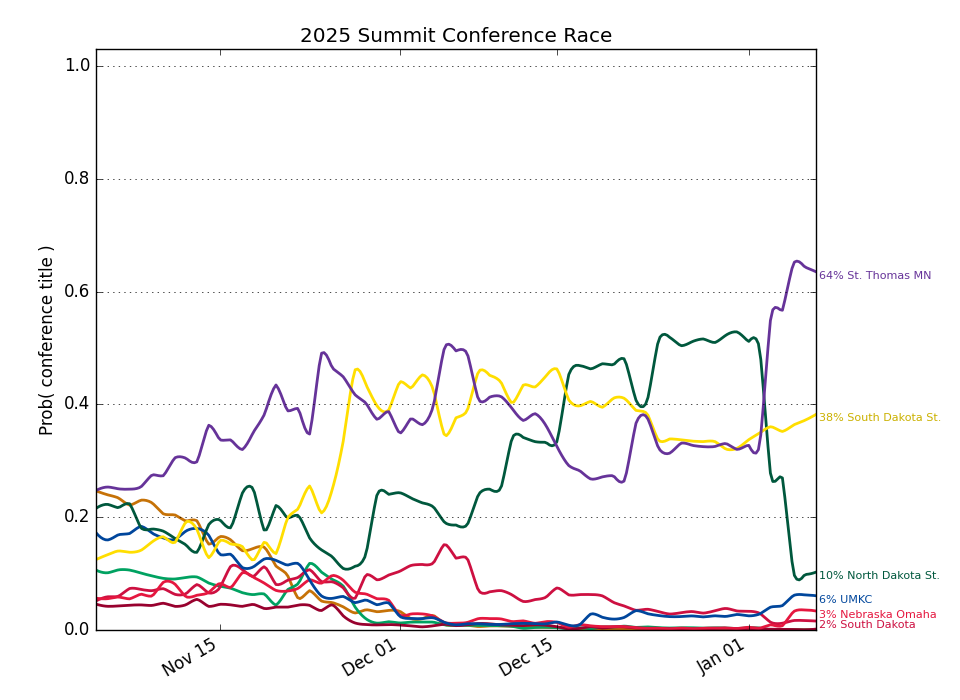 2025 Summit Conference Race
Prob( conference title )
1.0
0.8
0.6
0.4
0.2
0.0
64% St. Thomas MN
38% South Dakota St.
10% North Dakota St.
6% UMKC
3% Nebraska Omaha
2% South Dakota
Nov 15
Dec 01
Dec 15
Jan 01